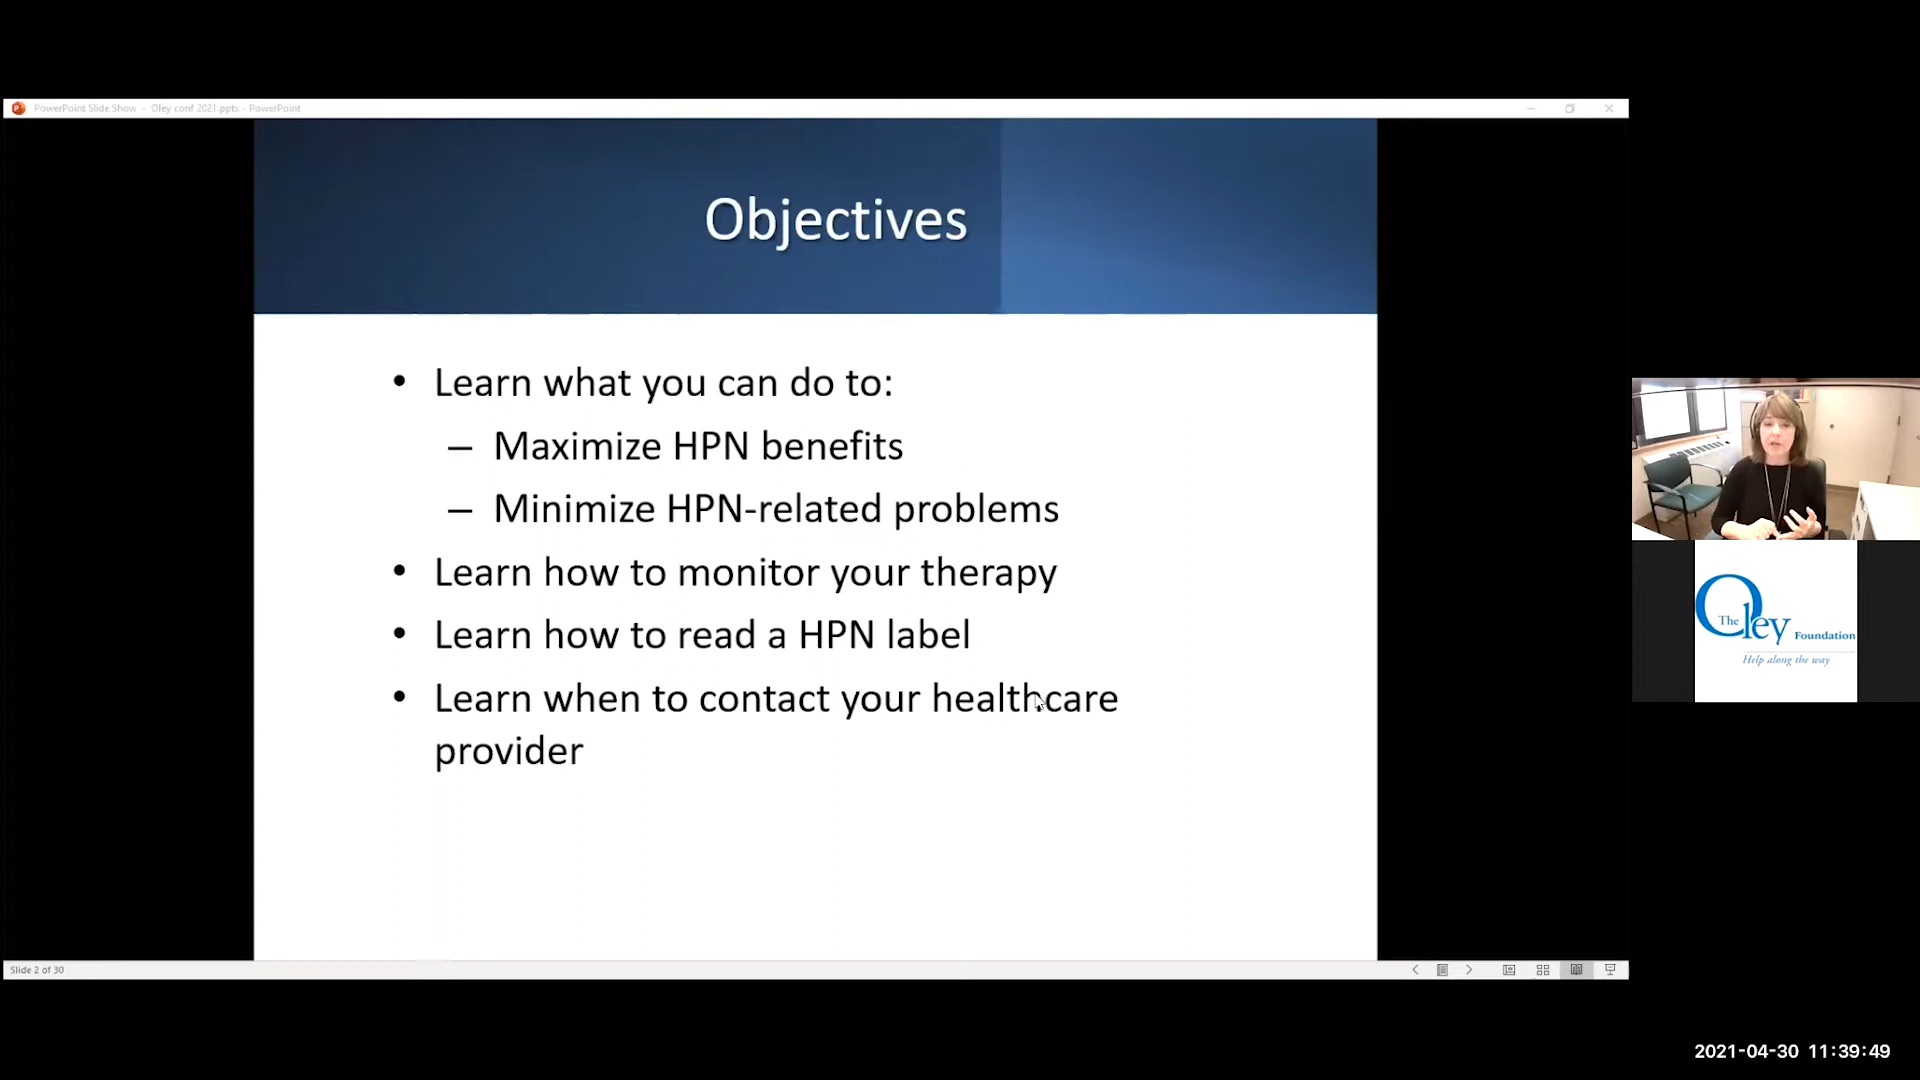 PowerPoint Slide Show - Oley conf 2021.pptx - PowerPoint
Objectives
• Learn what you can do to:
– Maximize HPN benefits
– Minimize HPN-related problems
• Learn how to monitor your therapy
• Learn how to read a HPN label
• Learn when to contact your healthcare
provider
The Oley Foundation
Help along the way
Slide 2 of 30
2021-04-30 11:39:49